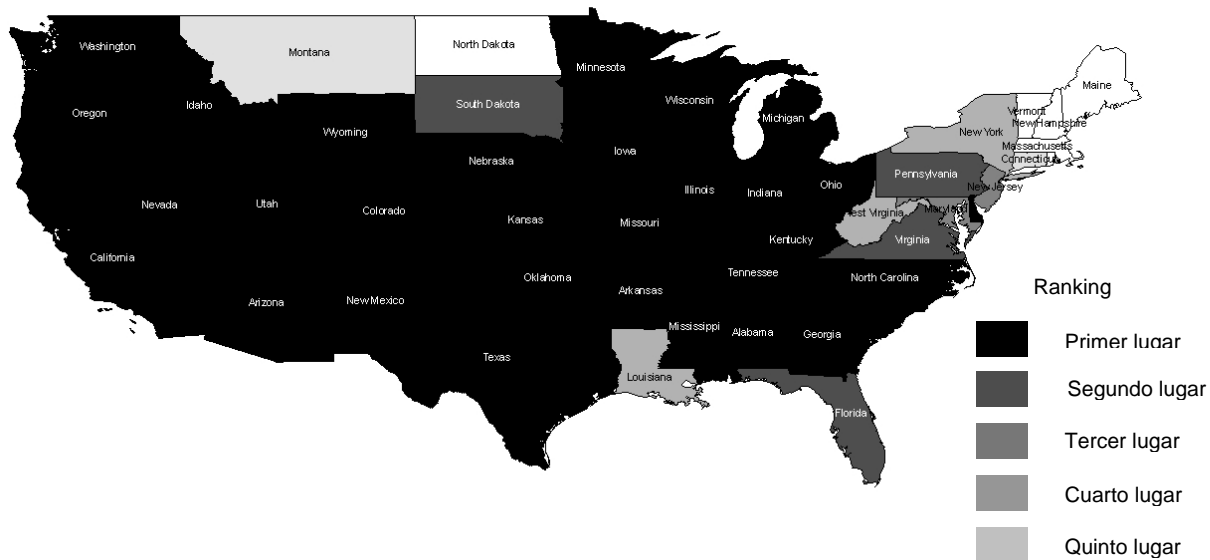 Washington
Montana
North Dakota
Minnesota
Maine
Oregon
Idaho
South Dakota
Wisconsin
Michigan
Vermont
New Hampshire
New York
Wyoming
Massachusetts
Nebraska
Iowa
Connecticut
Pennsylvania
Nevada
Utah
Colorado
Illinois
Indiana
Ohio
New Jersey
Kansas
Missouri
est Virginia
Maryland
Virginia
California
Kentucky
Oklahoma
Tennessee
North Carolina
Arizona
New Mexico
Arkansas
Mississippi
Alabama
Georgia
Texas
Louisiana
Florida
Ranking
Primer lugar
Segundo lugar
Tercer lugar
Cuarto lugar
Quinto lugar